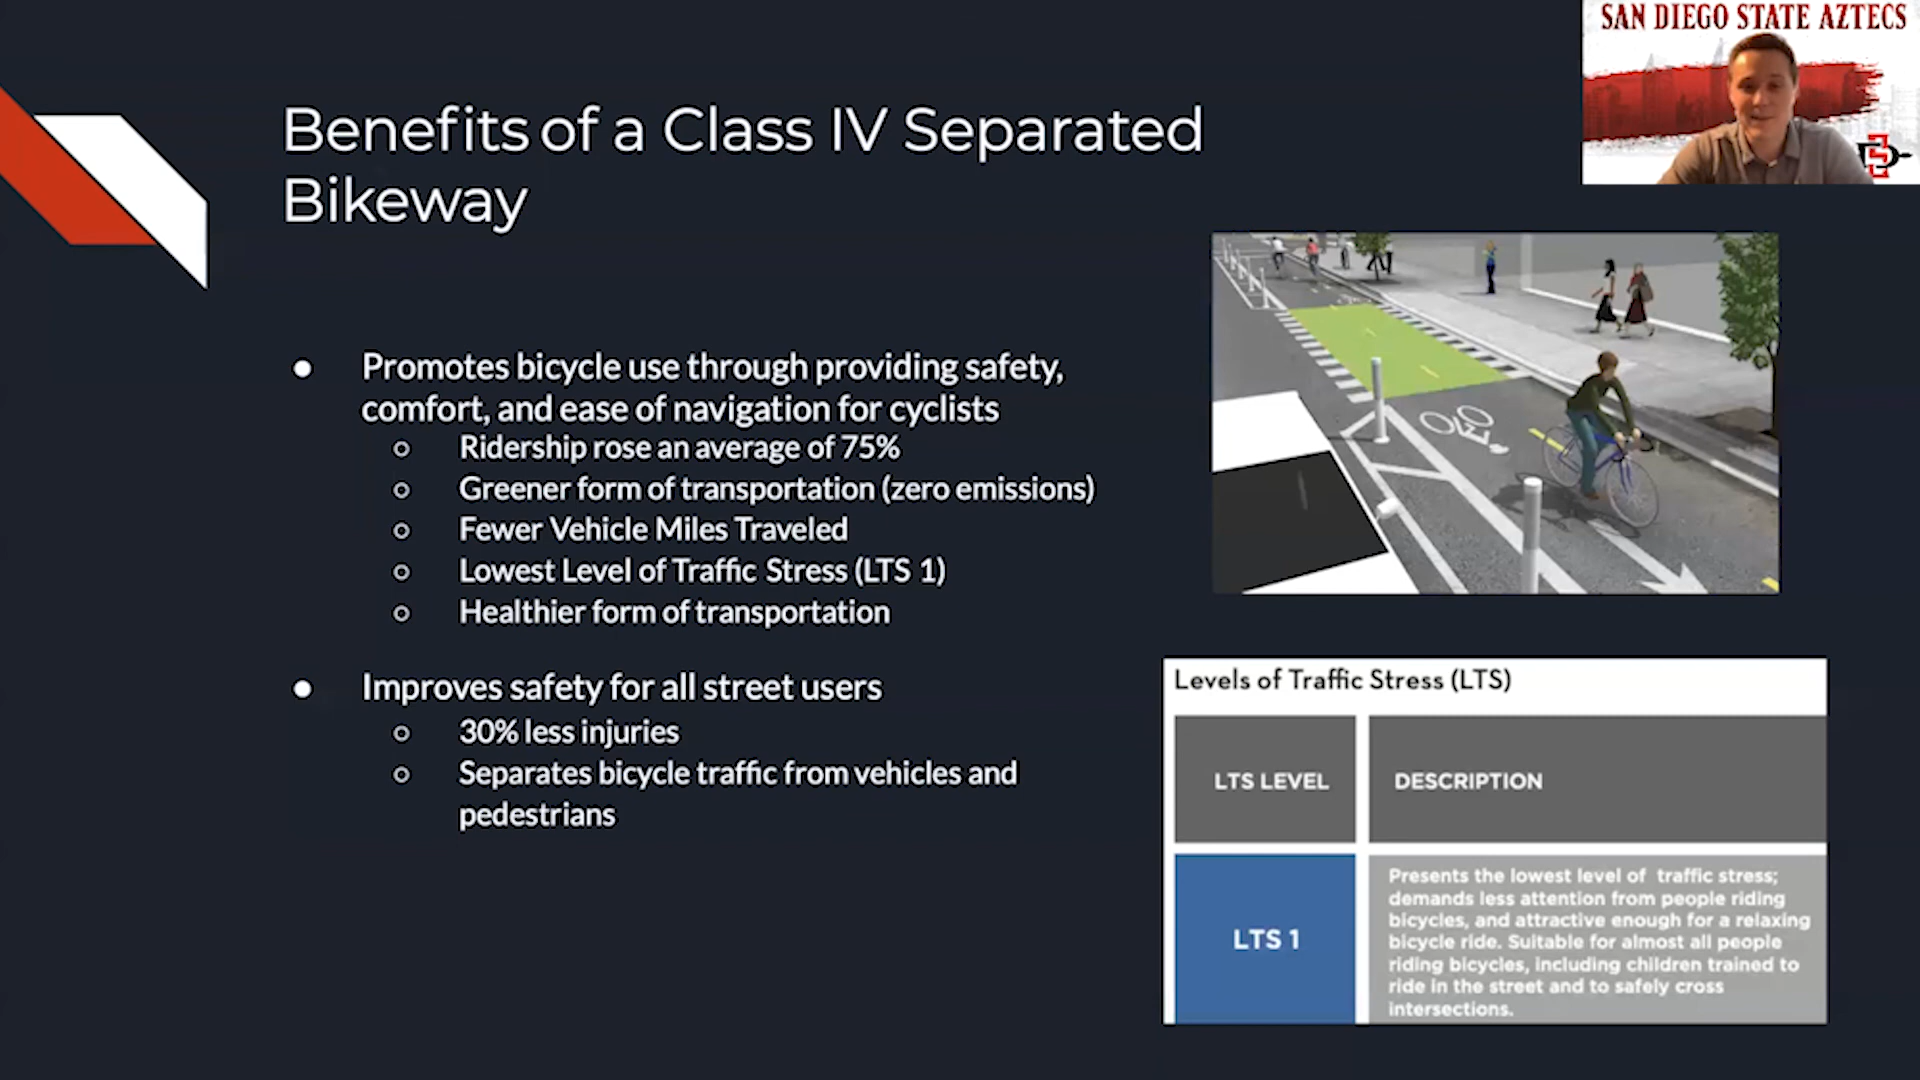 SAN DIEGO STATE AZTECS
Benefits of a Class IV Separated
Bikeway
Promotes bicycle use through providing safety,
comfort, and ease of navigation for cyclists
Ridership rose an average of 75%
Greener form of transportation (zero emissions)
Fewer Vehicle Miles Traveled
Lowest Level of Traffic Stress (LTS 1)
Healthier form of transportation
Improves safety for all street users
30% less injuries
Separates bicycle traffic from vehicles and
pedestrians
Levels of Traffic Stress (LTS)
LTS LEVEL
DESCRIPTION
LTS 1
Presents the lowest level of traffic stress;
demands less attention from people riding
bicycles, and attractive enough for a relaxing
bicycle ride. Suitable for almost all people
riding bicycles, including children trained to
ride in the street and to safely cross
intersections.